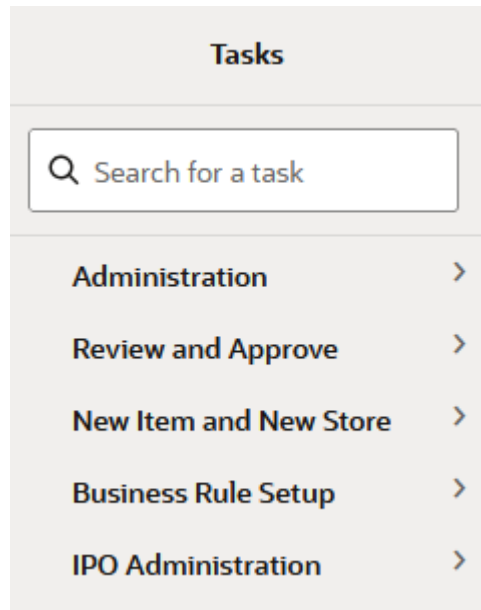 Tasks
Search for a task
Administration
Review and Approve
New Item and New Store
Business Rule Setup
IPO Administration